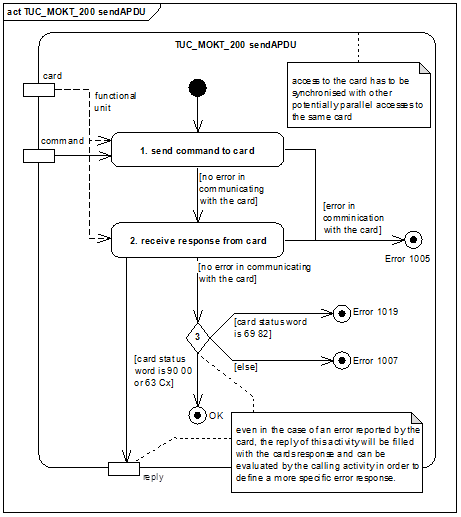 act TUC_MOKT_200 sendAPDU
TUC_MOKT_200 sendAPDU
card
functional
unit
access to the card has to be
synchronised with other
potentially parallel accesses to
the same card
command
1. send command to card
[no error in
communicating
with the card]
[error in
comminication
with the card]
2. receive response from card
Error 1005
[no error in communicating
with the card]
Error 1019
[card status word
is 69 82]
3
[card status
word is 90 00
or 63 Cx]
[else]
Error 1007
OK
even in the case of an error reported by the
card, the reply of this activity will be filled
with the cards response and can be
evaluated by the calling activity in order to
define a more specific error response.
reply